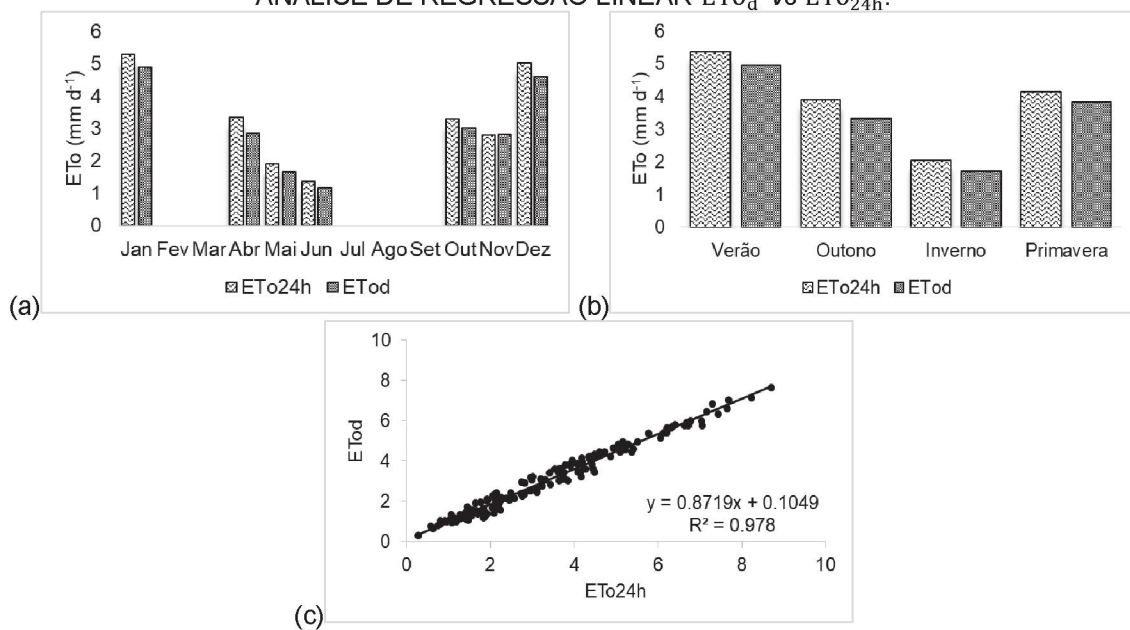 ANÁLISE DE REGRESSÃO LINEAR ETo_d vs ETo_24h.
6
5
4
3
2
1
0
ETo (mm d⁻¹)
Jan Fev Mar Abr Mai Jun Jul Ago Set Out Nov Dez
ETo24h ETod
(a)
6
5
4
3
2
1
0
ETo (mm d⁻¹)
Verão Outono Inverno Primavera
ETo24h ETod
(b)
10
8
6
4
2
0
ETod
y = 0.8719x + 0.1049
R² = 0.978
0 2 4 6 8 10
ETo24h
(c)